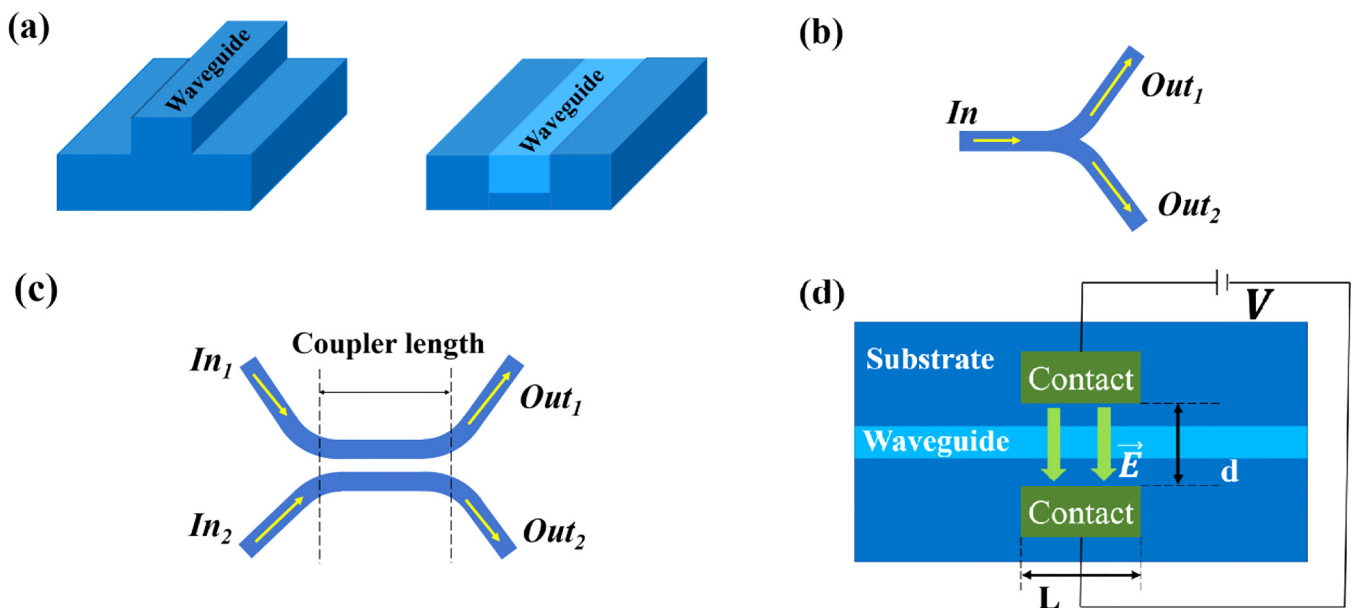 (a)
Waveguide
Waveguide
(b)
In
Out1
Out2
(c)
Coupler length
In1
Out1
In2
Out2
(d)
V
Substrate
Contact
Waveguide
E
d
Contact
L